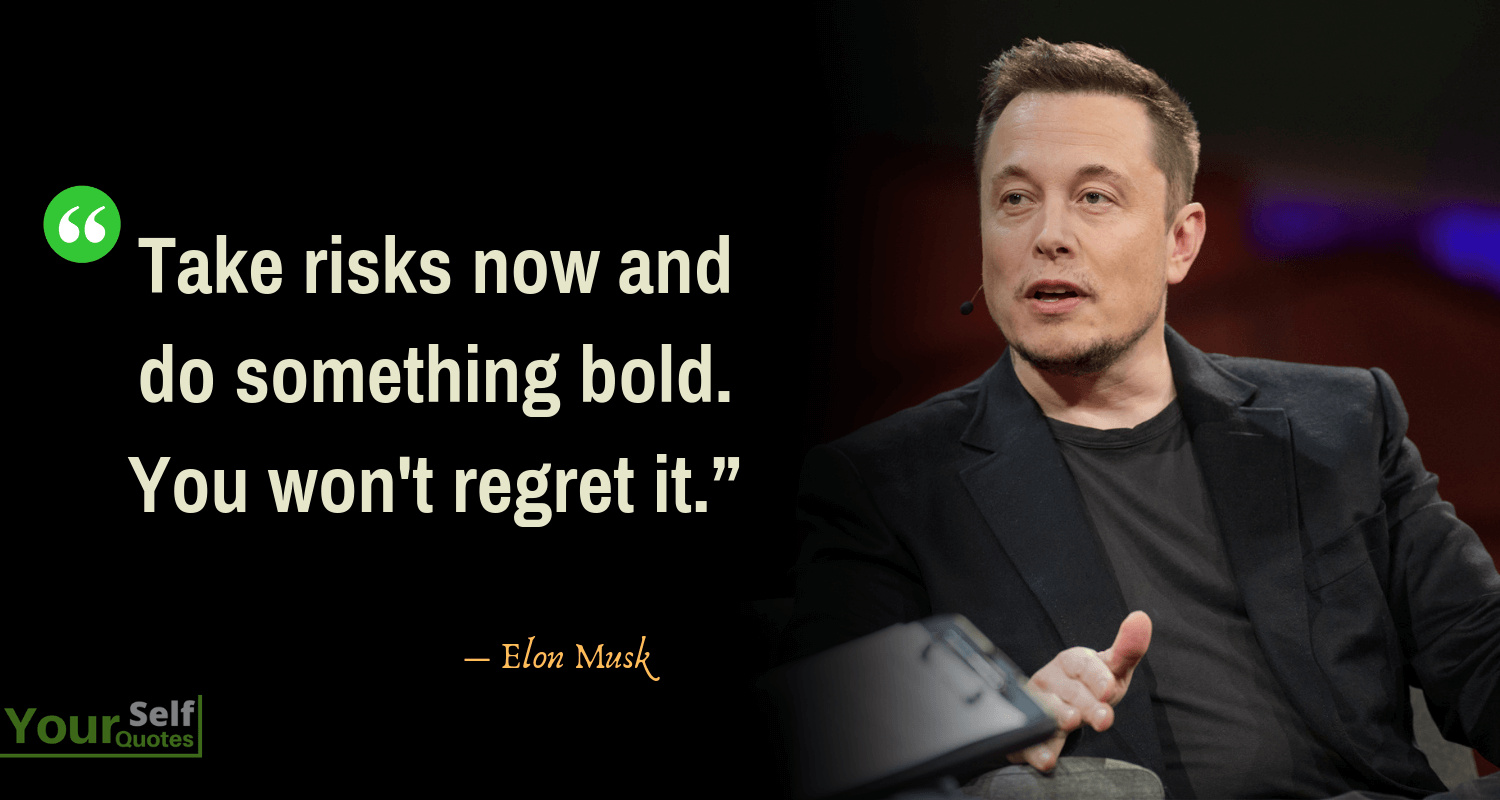 “
Take risks now and
do something bold.
You won't regret it.”
— Elon Musk
Your Self
Quotes